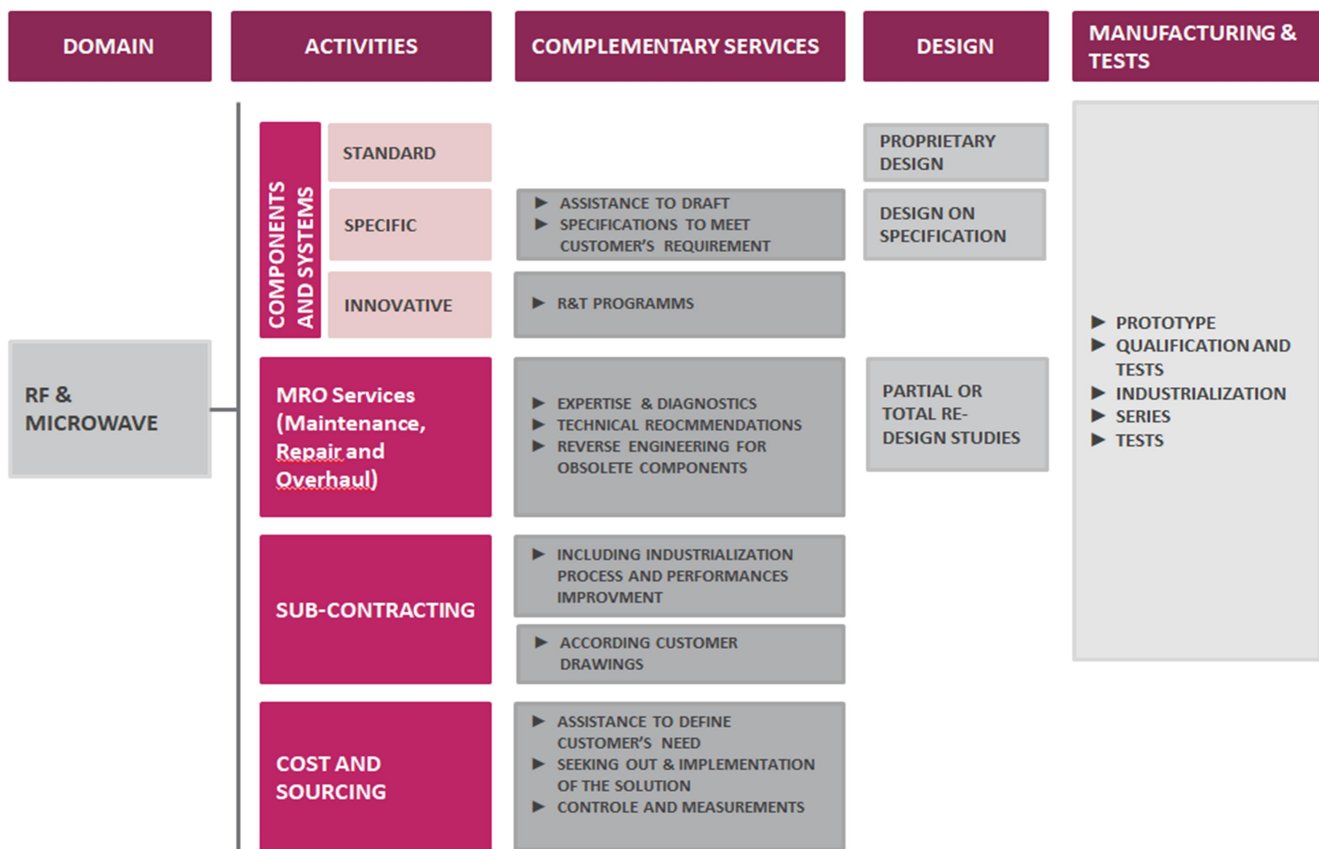 DOMAIN
ACTIVITIES
COMPLEMENTARY SERVICES
DESIGN
MANUFACTURING &
TESTS
RF &
MICROWAVE
COMPONENTS
AND SYSTEMS
STANDARD
PROPRIETARY
DESIGN
SPECIFIC
► ASSISTANCE TO DRAFT
► SPECIFICATIONS TO MEET
CUSTOMER'S REQUIREMENT
DESIGN ON
SPECIFICATION
INNOVATIVE
► R&T PROGRAMMS
MRO Services
(Maintenance,
Repair and
Overhaul)
► EXPERTISE & DIAGNOSTICS
► TECHNICAL REOCMMENDATIONS
► REVERSE ENGINEERING FOR
OBSOLETE COMPONENTS
PARTIAL OR
TOTAL RE-
DESIGN STUDIES
SUB-CONTRACTING
► INCLUDING INDUSTRIALIZATION
PROCESS AND PERFORMANCES
IMPROVMENT
► ACCORDING CUSTOMER
DRAWINGS
COST AND
SOURCING
► ASSISTANCE TO DEFINE
CUSTOMER'S NEED
► SEEKING OUT & IMPLEMENTATION
OF THE SOLUTION
► CONTROLE AND MEASUREMENTS
► PROTOTYPE
► QUALIFICATION AND
TESTS
► INDUSTRIALIZATION
► SERIES
► TESTS